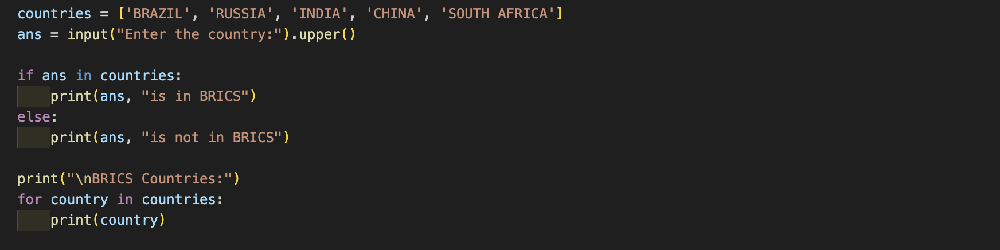 countries = ['BRAZIL', 'RUSSIA', 'INDIA', 'CHINA', 'SOUTH AFRICA']
ans = input("Enter the country:").upper()
if ans in countries:
    print(ans, "is in BRICS")
else:
    print(ans, "is not in BRICS")
print("\nBRICS Countries:")
for country in countries:
    print(country)